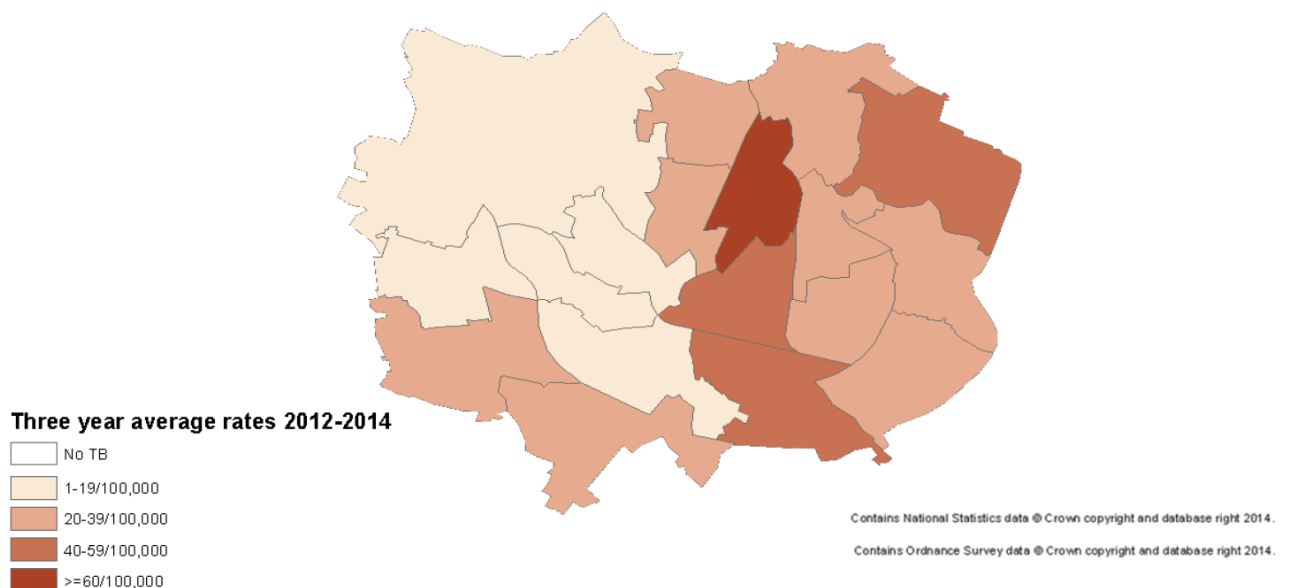 Three year average rates 2012-2014
No TB
1-19/100,000
20-39/100,000
40-59/100,000
>=60/100,000
Contains National Statistics data © Crown copyright and database right 2014.
Contains Ordnance Survey data © Crown copyright and database right 2014.